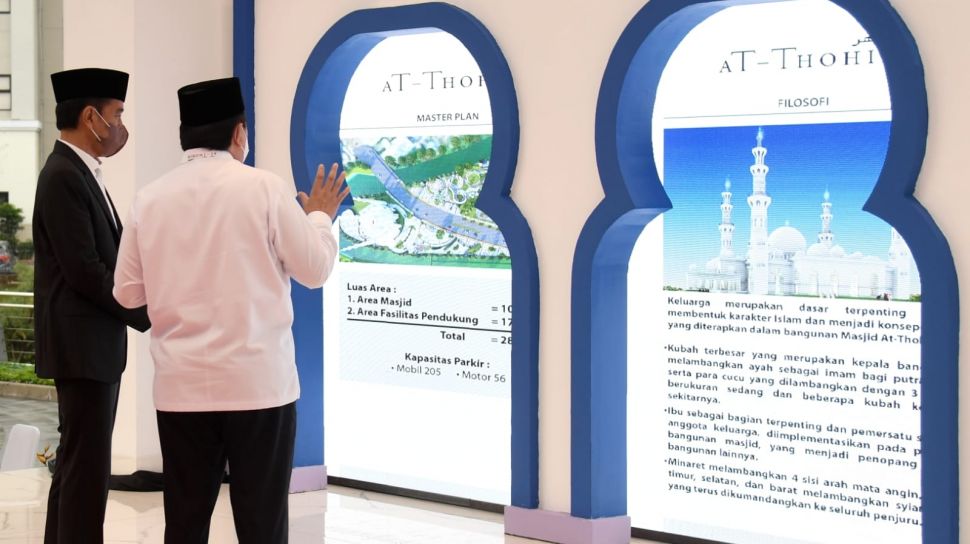 AT-THOH
MASTER PLAN
Luas Area :
1. Area Masjid = 10
2. Area Fasilitas Pendukung = 17
Total = 28
Kapasitas Parkir :
• Mobil 205 • Motor 56
AT-THOHI
FILOSOFI
Keluarga merupakan dasar terpenting
membentuk karakter Islam dan menjadi konsep
yang diterapkan dalam bangunan Masjid At-Thol
•Kubah terbesar yang merupakan kepala
melambangkan ayah sebagai imam bagi
serta para cucu yang dilambangkan dengan 3
berukuran sedang dan beberapa kubah
sekitarnya.
•Ibu sebagai bagian terpenting dan pemersatu
anggota keluarga, diimplementasikan pada
bangunan masjid, yang menjadi penopang
bangunan lainnya.
•Minaret melambangkan 4 sisi arah mata angin,
timur, selatan, dan barat melambangkan
yang terus dikumandangkan ke seluruh penjuru.